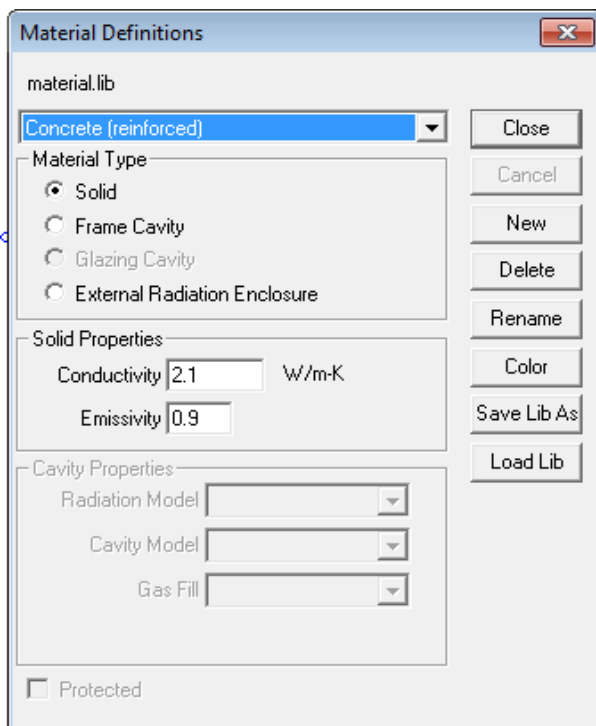 Material Definitions
material.lib
Concrete (reinforced)
Close
Material Type
Cancel
Solid
Frame Cavity
New
Glazing Cavity
Delete
External Radiation Enclosure
Rename
Solid Properties
Conductivity 2.1 W/m-K
Color
Emissivity 0.9
Save Lib As
Cavity Properties
Load Lib
Radiation Model
Cavity Model
Gas Fill
Protected